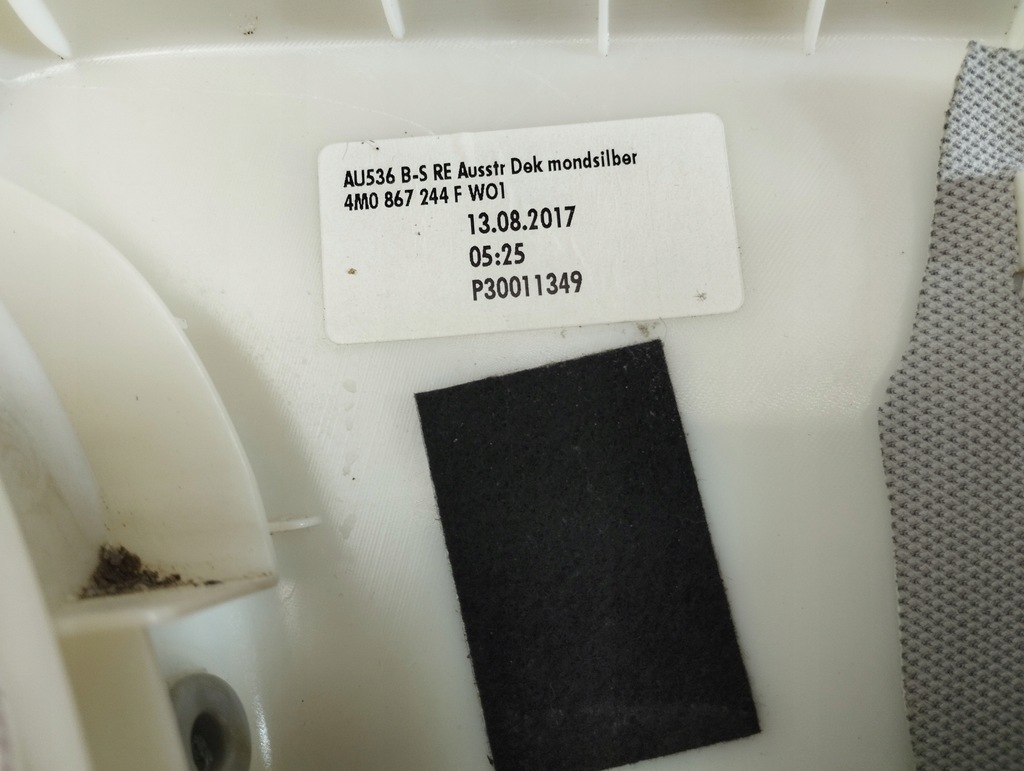 AU536 B-S RE Ausstr Dek mondsilber
4M0 867 244 F WO1
13.08.2017
05:25
P30011349